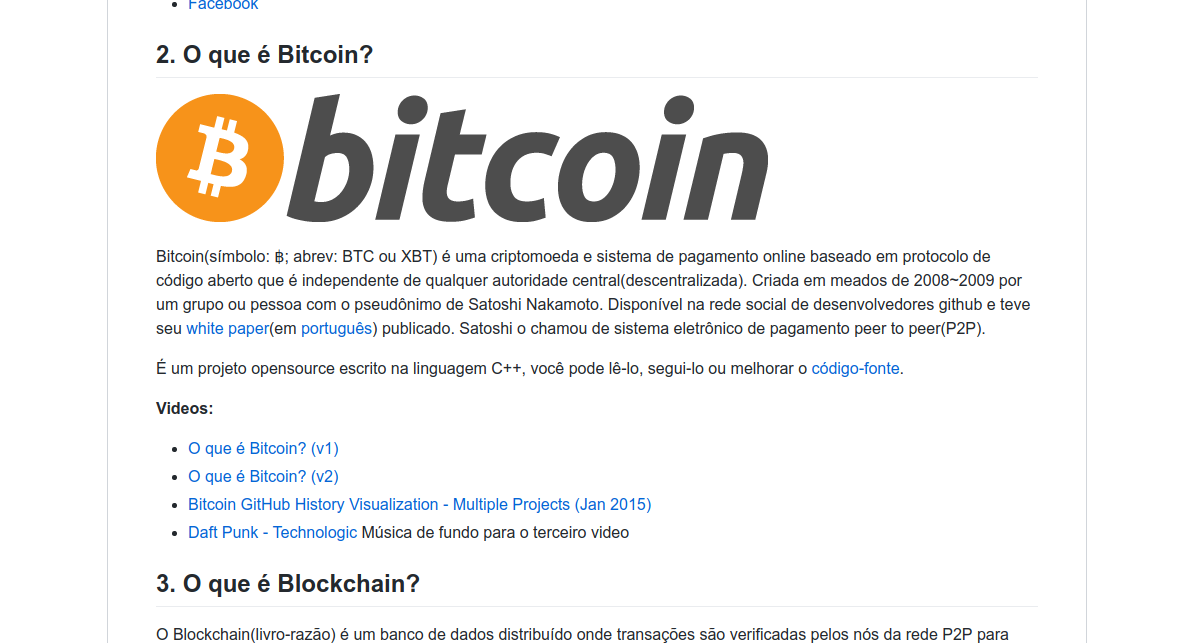 Facebook
2. O que é Bitcoin?
bitcoin
Bitcoin(símbolo: ฿; abrev: BTC ou XBT) é uma criptomoeda e sistema de pagamento online baseado em protocolo de
código aberto que é independente de qualquer autoridade central(descentralizada). Criada em meados de 2008~2009 por
um grupo ou pessoa com o pseudônimo de Satoshi Nakamoto. Disponível na rede social de desenvolvedores github e teve
seu white paper(em português) publicado. Satoshi o chamou de sistema eletrônico de pagamento peer to peer(P2P).
É um projeto opensource escrito na linguagem C++, você pode lê-lo, segui-lo ou melhorar o código-fonte.
Videos:
O que é Bitcoin? (v1)
O que é Bitcoin? (v2)
Bitcoin GitHub History Visualization - Multiple Projects (Jan 2015)
Daft Punk - Technologic Música de fundo para o terceiro video
3. O que é Blockchain?
O Blockchain(livro-razão) é um banco de dados distribuído onde transações são verificadas pelos nós da rede P2P para